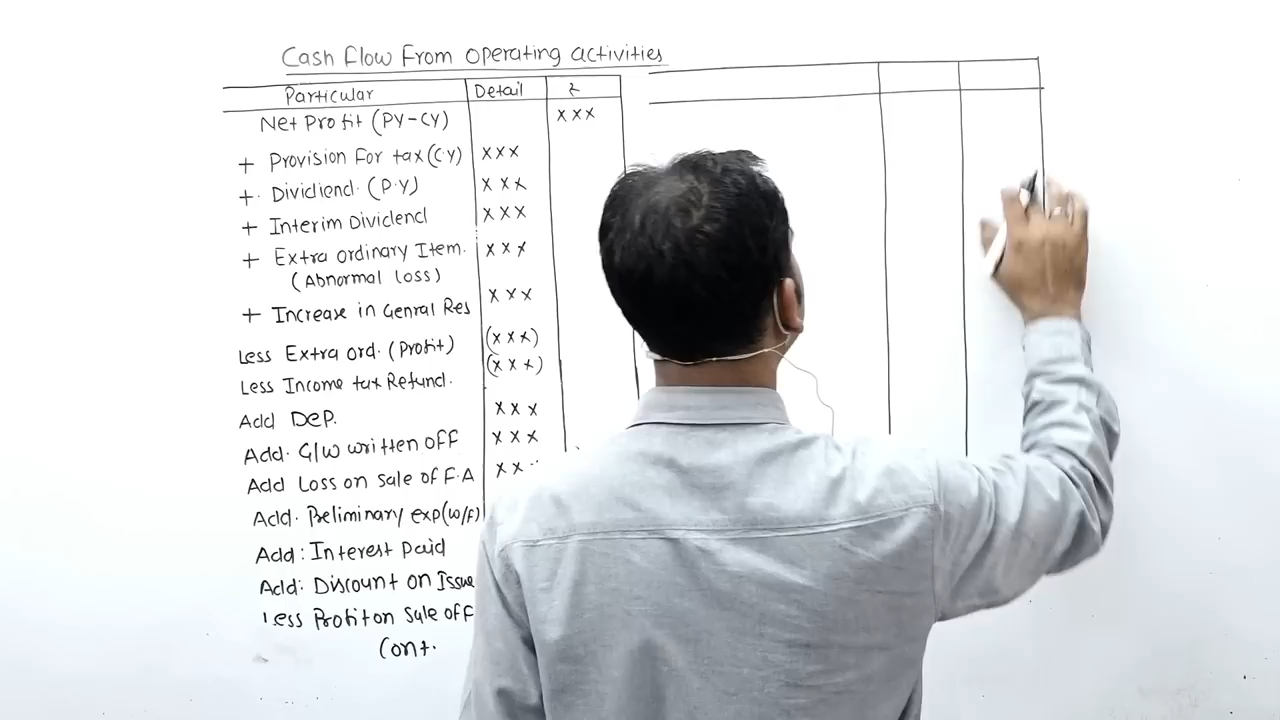 Cash flow From operating activities
Particular Detail ₹
Net Profit (PY-CY) xxx
+ Provision For tax (C.Y) xxx
+. Dividend. (P.Y) xxx
+ Interim Dividend xxx
+ Extra ordinary Item. xxx
(Abnormal loss)
+ Increase in Genral Res xxx
Less Extra ord. (Profit) (xxx)
Less Income tax Refund. (xxx)
Add Dep. xxx
Add. G/W written off xxx
Add Loss on sale of F.A xx
Add. Preliminary exp(w/f)
Add: Interest paid
Add: Discount on Issue
Less Profit on sale off
Cont.